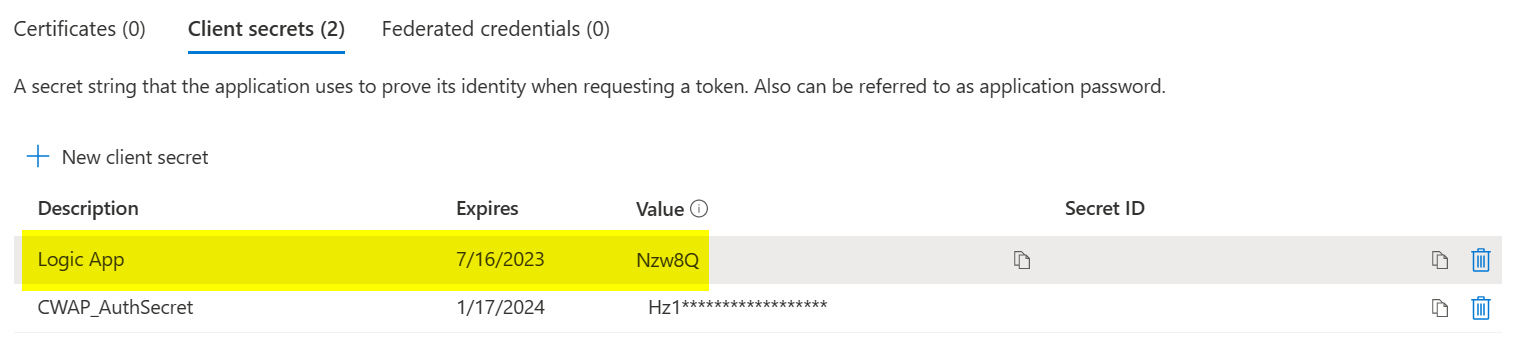 Certificates (0) Client secrets (2) Federated credentials (0)
A secret string that the application uses to prove its identity when requesting a token. Also can be referred to as application password.
New client secret
Description Expires Value Secret ID
Logic App 7/16/2023 Nzw8Q
CWAP_AuthSecret 1/17/2024 Hz1******************